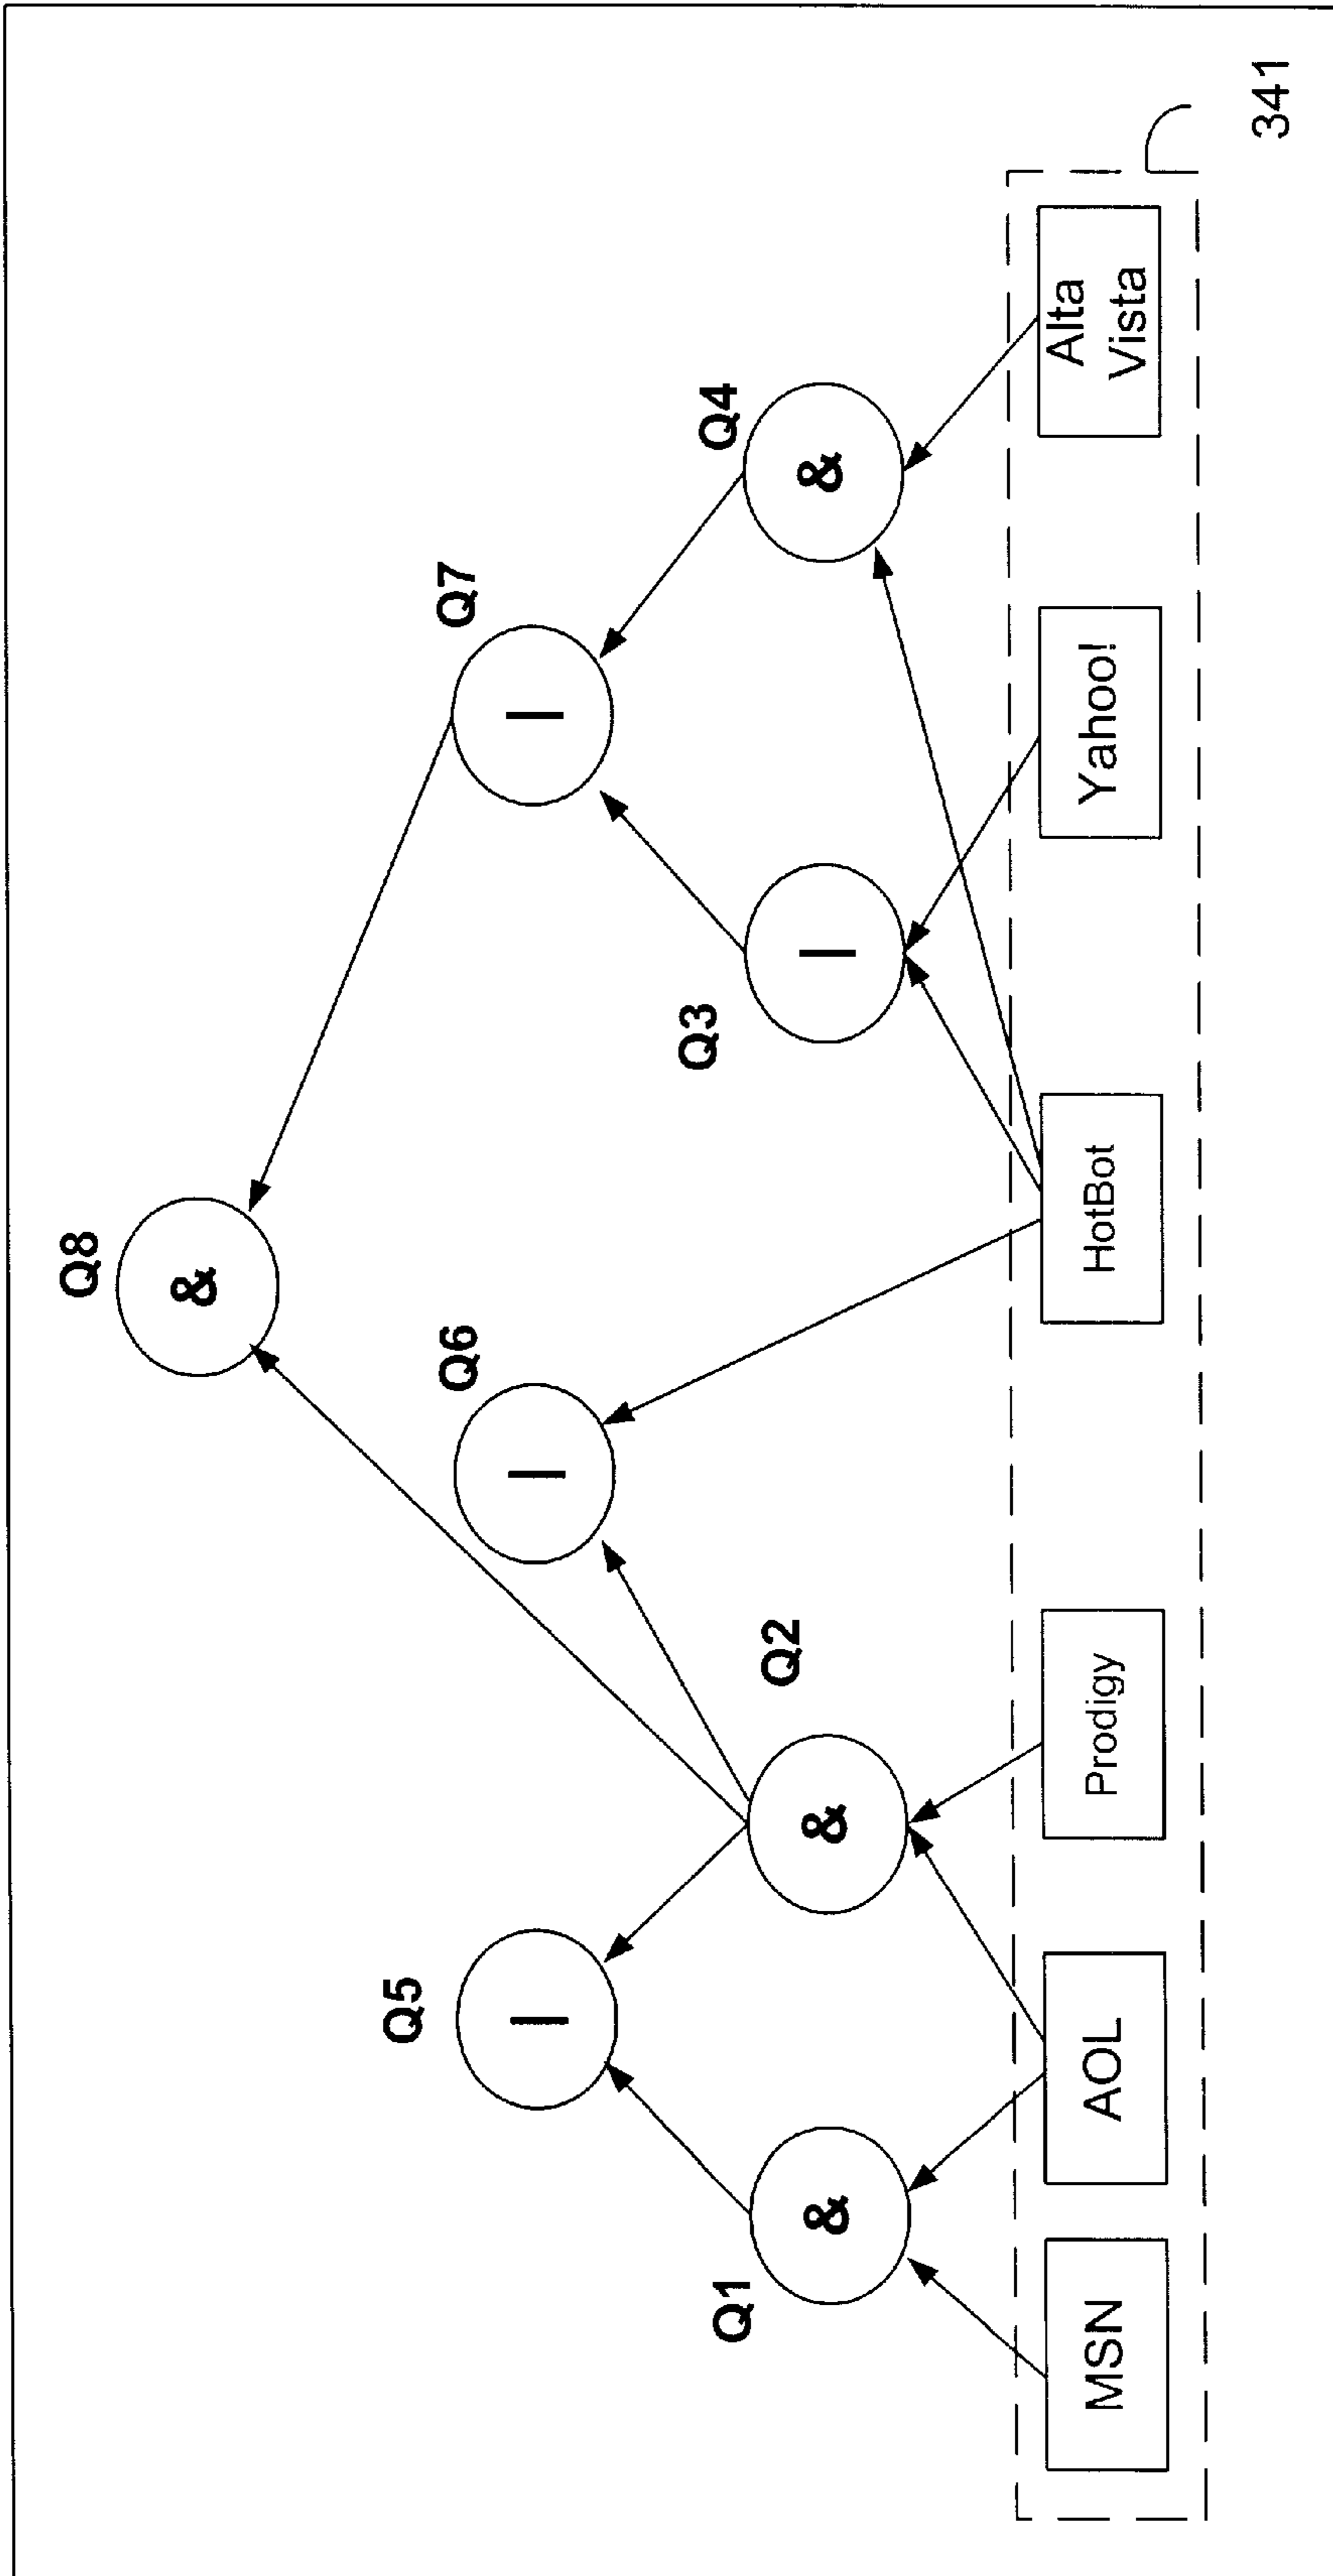 Q8
&
Q5
Q6
Q7
|
|
|
Q1
Q2
Q3
Q4
&
&
|
&
MSN
AOL
Prodigy
HotBot
Yahoo!
Alta
Vista
341